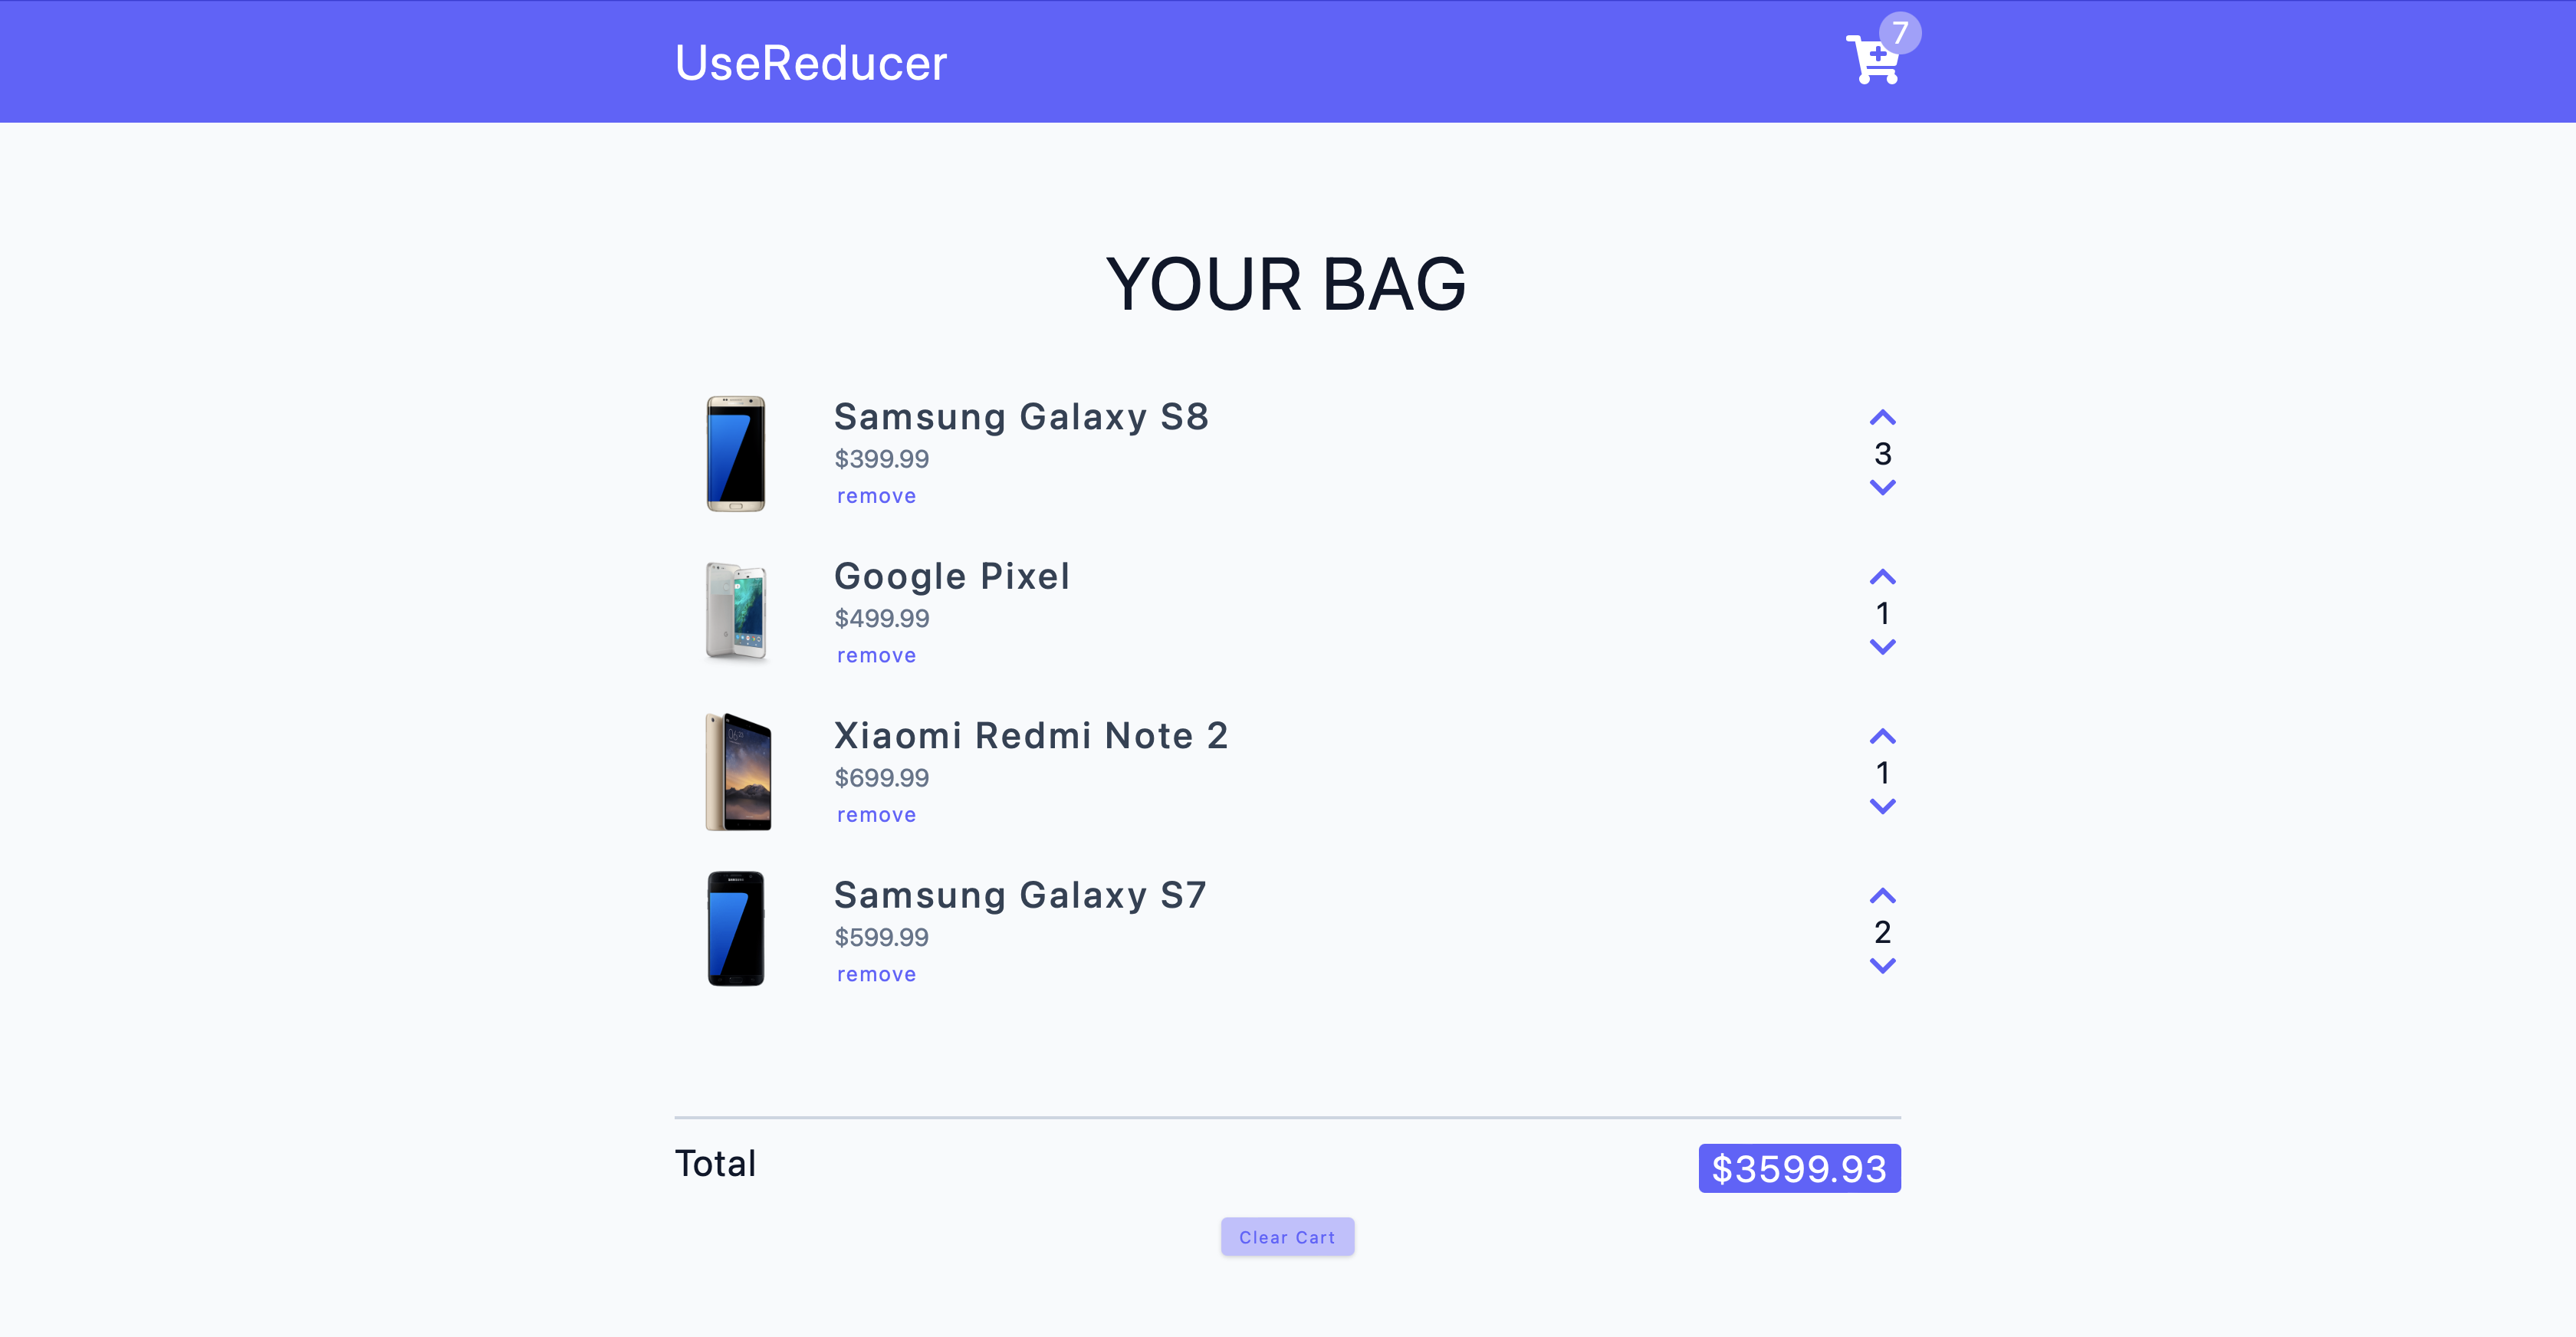 UseReducer
7
YOUR BAG
Samsung Galaxy S8
$399.99
remove
3
Google Pixel
$499.99
remove
1
Xiaomi Redmi Note 2
$699.99
remove
1
Samsung Galaxy S7
$599.99
remove
2
Total
$3599.93
Clear Cart